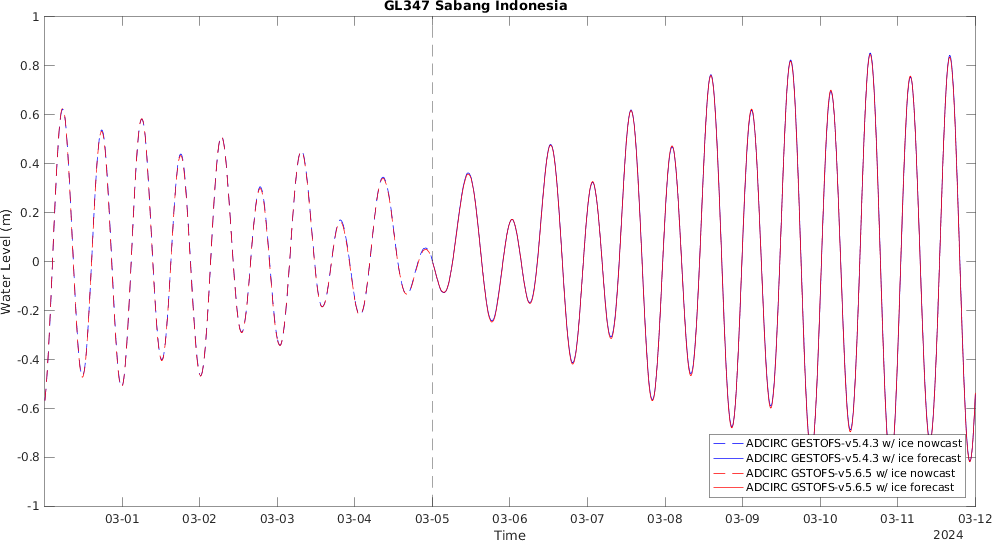 GL347 Sabang Indonesia
1
0.8
0.6
0.4
0.2
0
-0.2
-0.4
-0.6
-0.8
-1
Water Level (m)
ADCIRC GESTOFS-v5.4.3 w/ ice nowcast
ADCIRC GESTOFS-v5.4.3 w/ ice forecast
ADCIRC GSTOFS-v5.6.5 w/ ice nowcast
ADCIRC GSTOFS-v5.6.5 w/ ice forecast
03-01 03-02 03-03 03-04 03-05 03-06 03-07 03-08 03-09 03-10 03-11 03-12
Time
2024